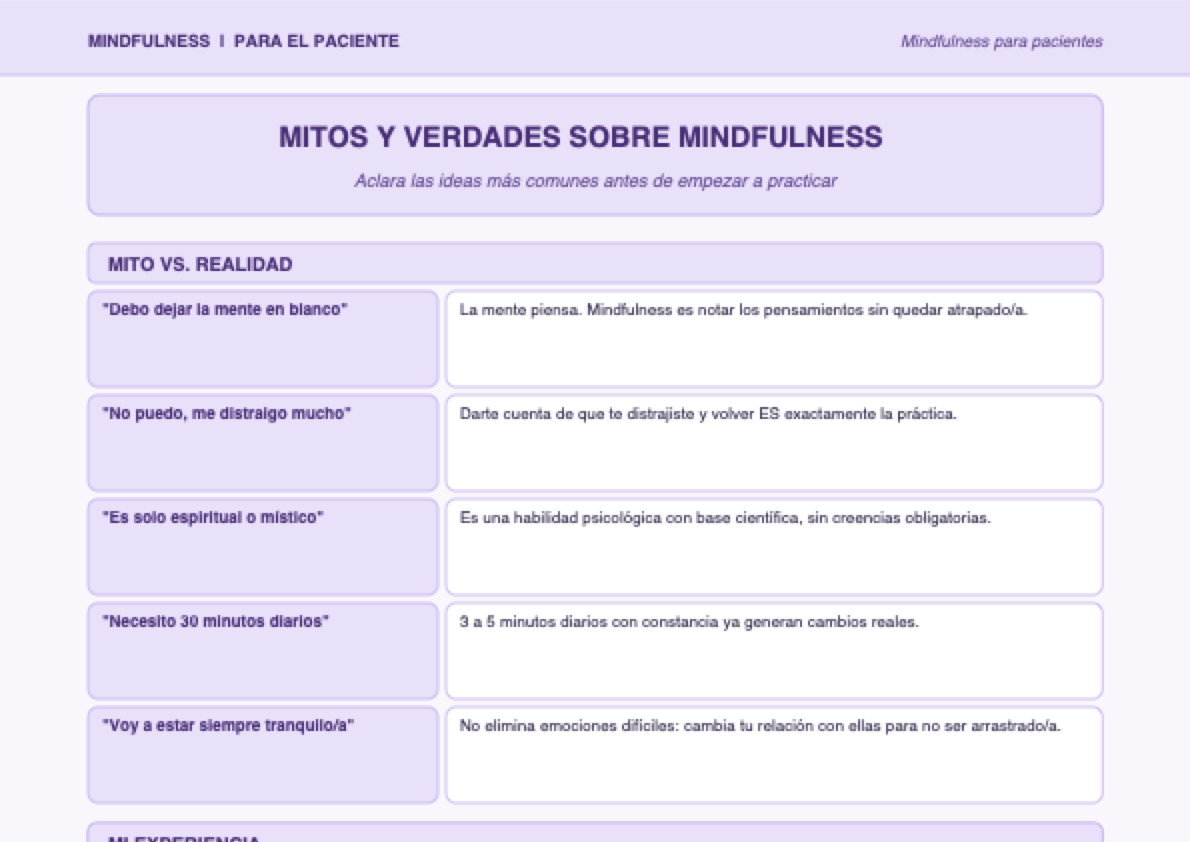 MINDFULNESS | PARA EL PACIENTE
Mindfulness para pacientes
MITOS Y VERDADES SOBRE MINDFULNESS
Aclara las ideas más comunes antes de empezar a practicar
MITO VS. REALIDAD
"Debo dejar la mente en blanco"
La mente piensa. Mindfulness es notar los pensamientos sin quedar atrapado/a.
"No puedo, me distraigo mucho"
Darte cuenta de que te distrajiste y volver ES exactamente la práctica.
"Es solo espiritual o místico"
Es una habilidad psicológica con base científica, sin creencias obligatorias.
"Necesito 30 minutos diarios"
3 a 5 minutos diarios con constancia ya generan cambios reales.
"Voy a estar siempre tranquilo/a"
No elimina emociones difíciles: cambia tu relación con ellas para no ser arrastrado/a.
MI EXPERIENCIA